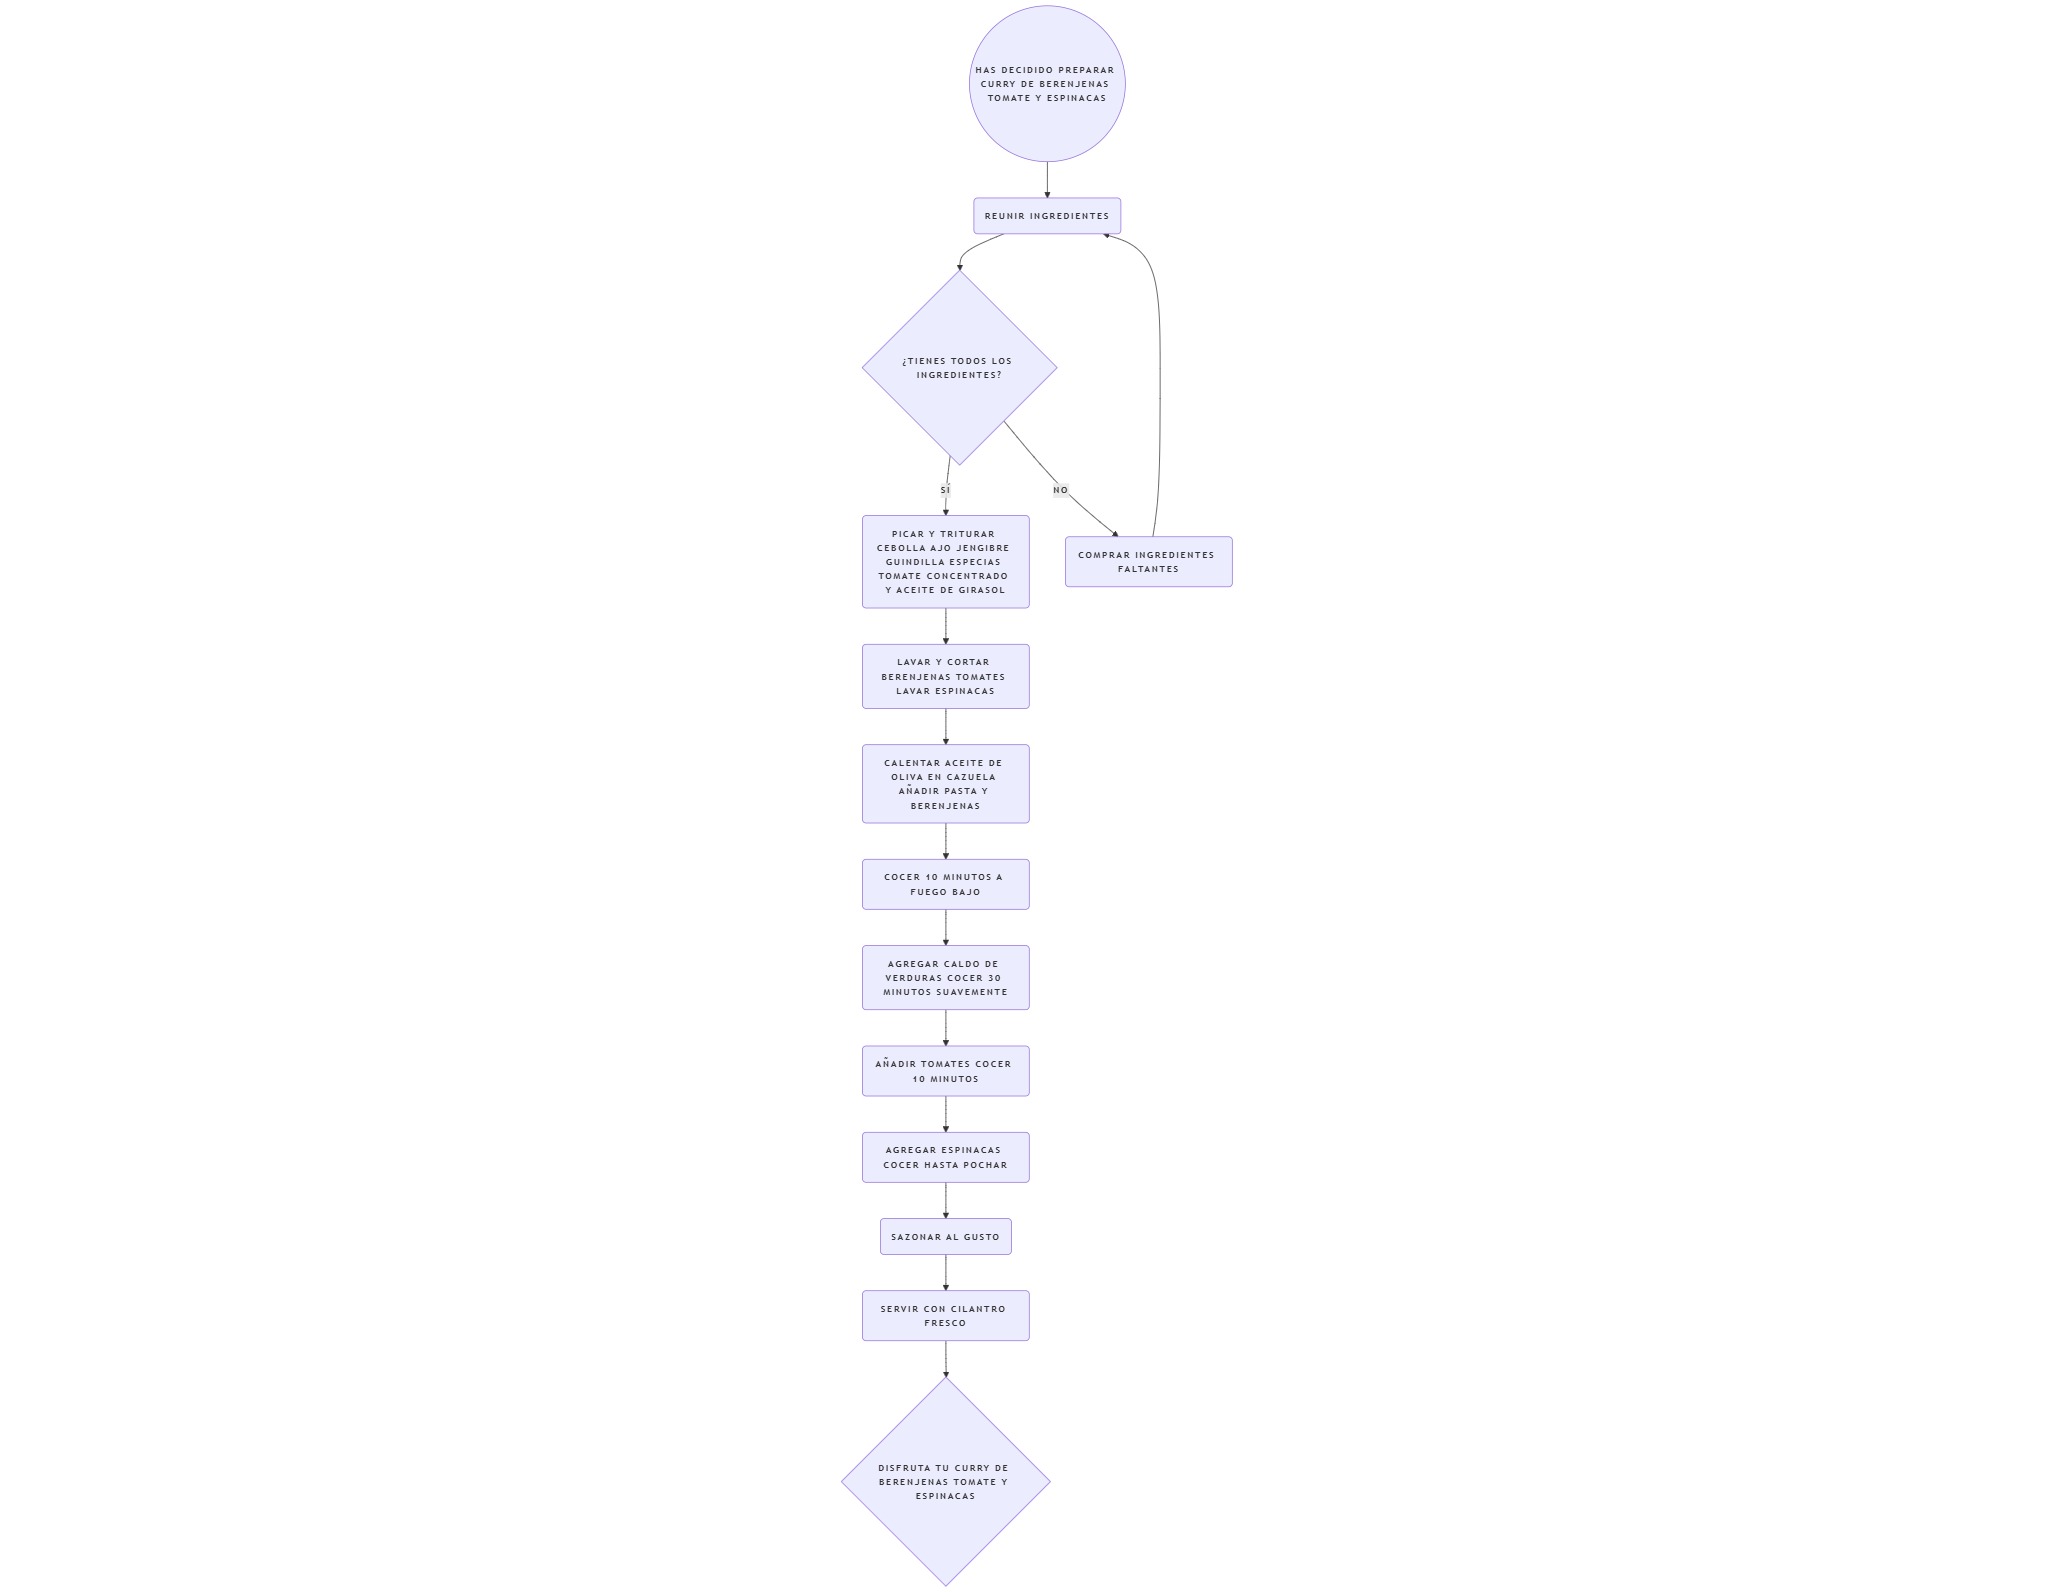 HAS DECIDIDO PREPARAR
CURRY DE BERENJENAS
TOMATE Y ESPINACAS
REUNIR INGREDIENTES
¿TIENES TODOS LOS
INGREDIENTES?
SÍ
NO
PICAR Y TRITURAR
CEBOLLA AJO JENGIBRE
GUINDILLA ESPECIAS
TOMATE CONCENTRADO
Y ACEITE DE GIRASOL
COMPRAR INGREDIENTES
FALTANTES
LAVAR Y CORTAR
BERENJENAS TOMATES
LAVAR ESPINACAS
CALENTAR ACEITE DE
OLIVA EN CAZUELA
AÑADIR PASTA Y
BERENJENAS
COCER 10 MINUTOS A
FUEGO BAJO
AGREGAR CALDO DE
VERDURAS COCER 30
MINUTOS SUAVEMENTE
AÑADIR TOMATES COCER
10 MINUTOS
AGREGAR ESPINACAS
COCER HASTA POCHAR
SAZONAR AL GUSTO
SERVIR CON CILANTRO
FRESCO
DISFRUTA TU CURRY DE
BERENJENAS TOMATE Y
ESPINACAS